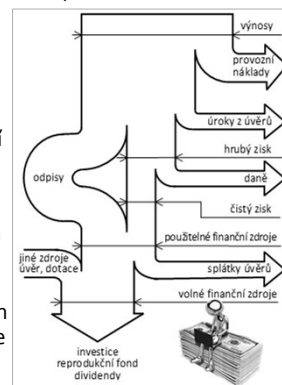 výnosy
provozní
náklady
úroky z úvěrů
hrubý zisk
odpisy
daně
čistý zisk
použitelné finanční zdroje
jiné zdroje
úvěr, dotace
splátky úvěrů
volné finanční zdroje
investice
reprodukční fond
dividendy